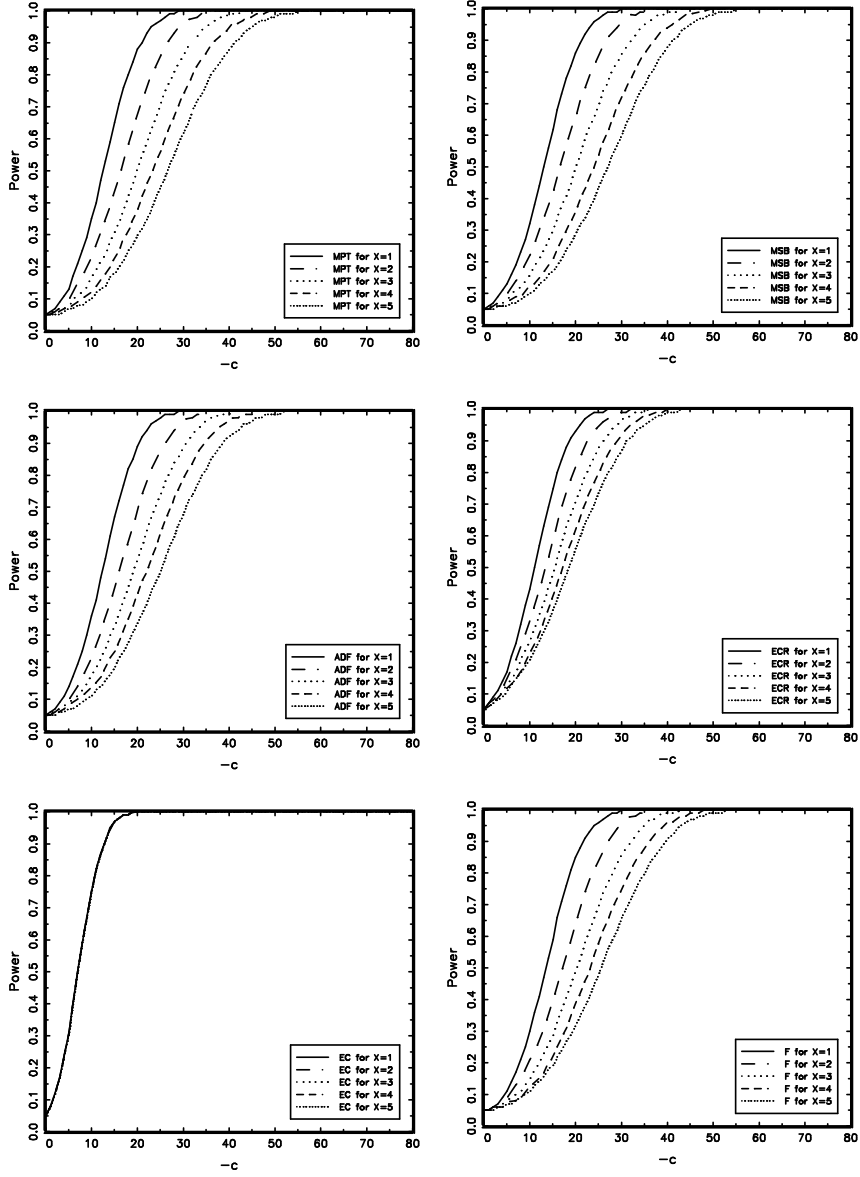 1.0
0.9
0.8
0.7
0.6
0.5
0.4
0.3
0.2
0.1
0.0
Power
MPT for X=1
MPT for X=2
MPT for X=3
MPT for X=4
MPT for X=5
0 10 20 30 40 50 60 70 80
−c
1.0
0.9
0.8
0.7
0.6
0.5
0.4
0.3
0.2
0.1
0.0
Power
MSB for X=1
MSB for X=2
MSB for X=3
MSB for X=4
MSB for X=5
0 10 20 30 40 50 60 70 80
−c
1.0
0.9
0.8
0.7
0.6
0.5
0.4
0.3
0.2
0.1
0.0
Power
ADF for X=1
ADF for X=2
ADF for X=3
ADF for X=4
ADF for X=5
0 10 20 30 40 50 60 70 80
−c
1.0
0.9
0.8
0.7
0.6
0.5
0.4
0.3
0.2
0.1
0.0
Power
ECR for X=1
ECR for X=2
ECR for X=3
ECR for X=4
ECR for X=5
0 10 20 30 40 50 60 70 80
−c
1.0
0.9
0.8
0.7
0.6
0.5
0.4
0.3
0.2
0.1
0.0
Power
EC for X=1
EC for X=2
EC for X=3
EC for X=4
EC for X=5
0 10 20 30 40 50 60 70 80
−c
1.0
0.9
0.8
0.7
0.6
0.5
0.4
0.3
0.2
0.1
0.0
Power
F for X=1
F for X=2
F for X=3
F for X=4
F for X=5
0 10 20 30 40 50 60 70 80
−c